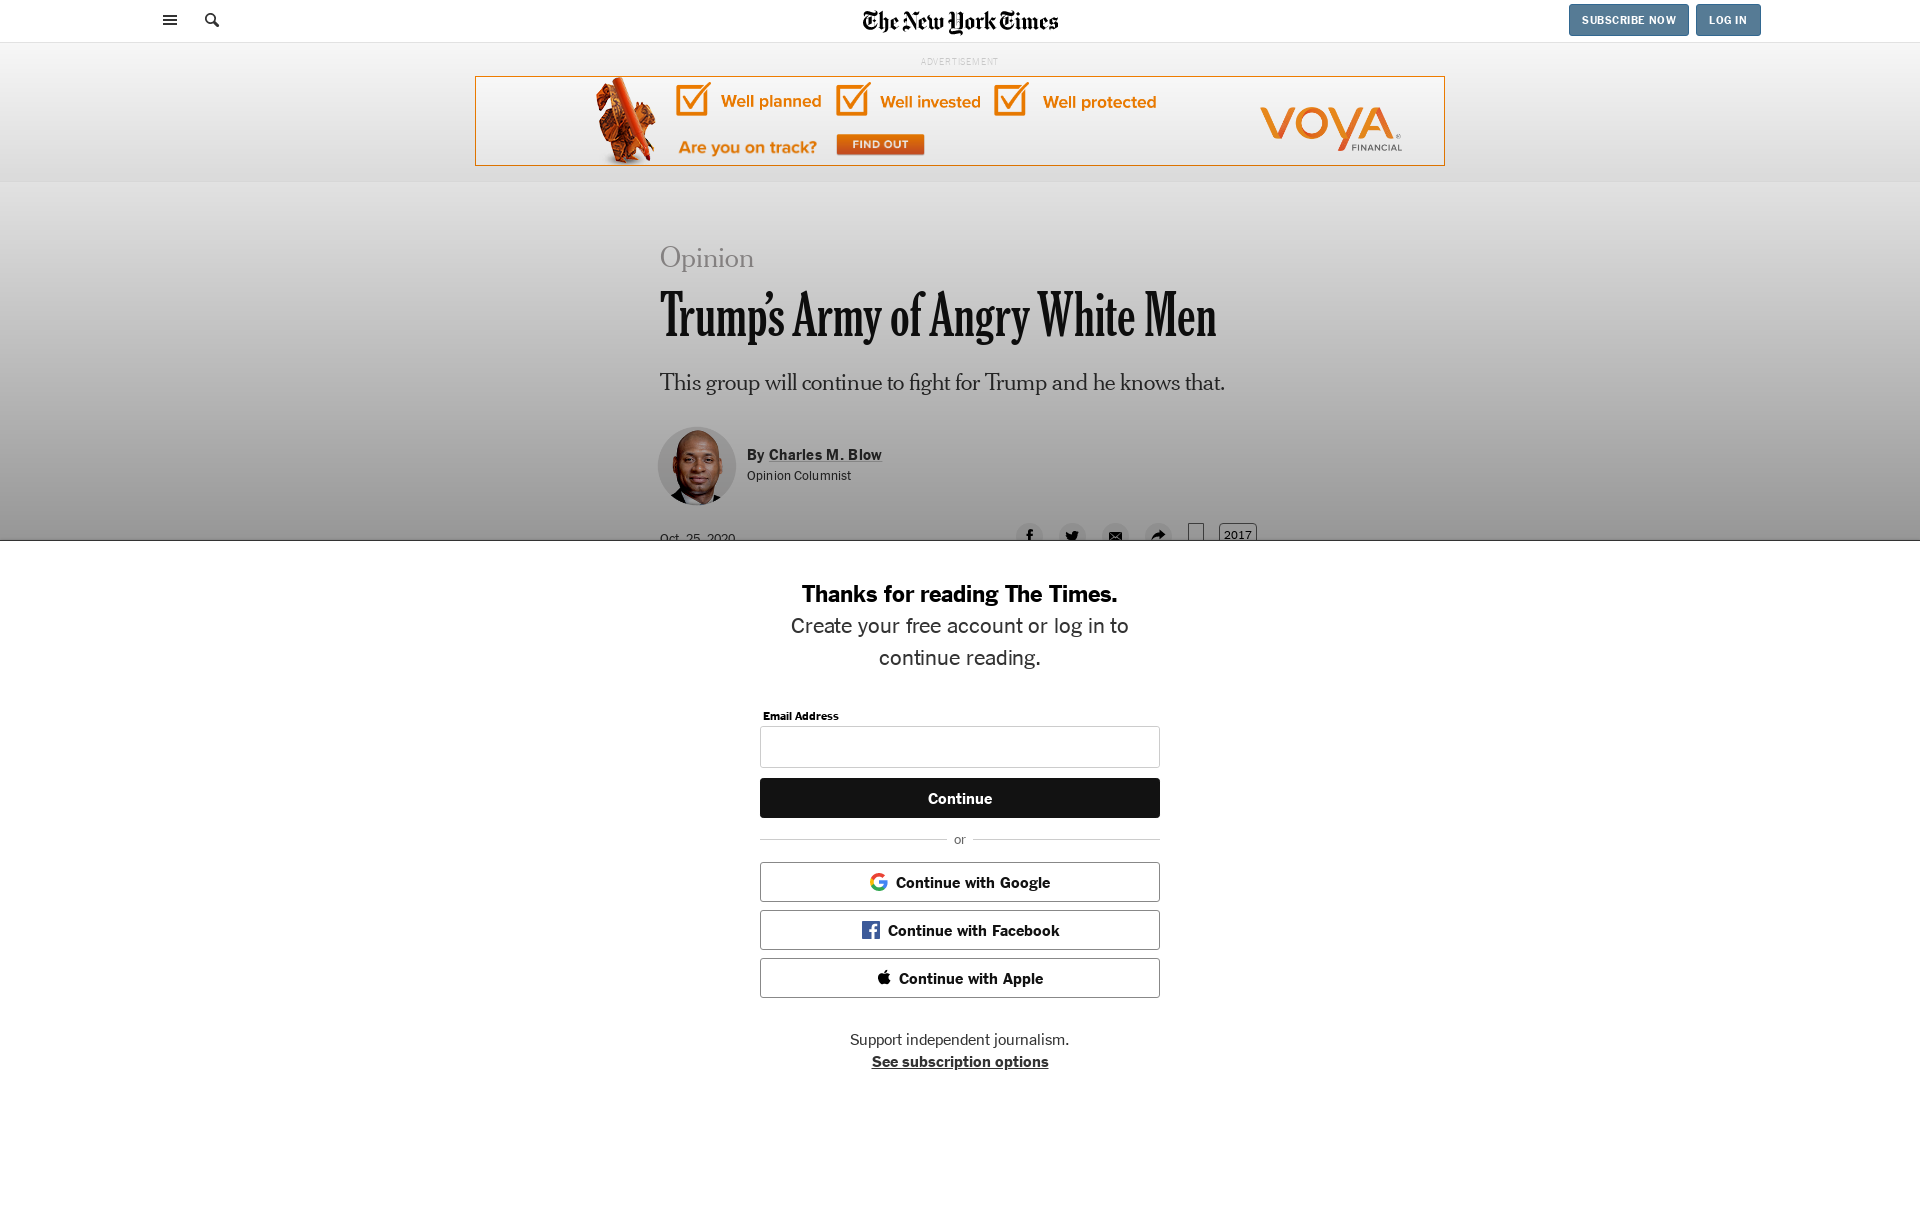 The New York Times
SUBSCRIBE NOW
LOG IN
ADVERTISEMENT
Well planned
Well invested
Well protected
Are you on track?
FIND OUT
VOYA
FINANCIAL
Opinion
Trump's Army of Angry White Men
This group will continue to fight for Trump and he knows that.
By Charles M. Blow
Opinion Columnist
Oct. 25, 2020
2017
Thanks for reading The Times.
Create your free account or log in to
continue reading.
Email Address
Continue
or
Continue with Google
Continue with Facebook
Continue with Apple
Support independent journalism.
See subscription options